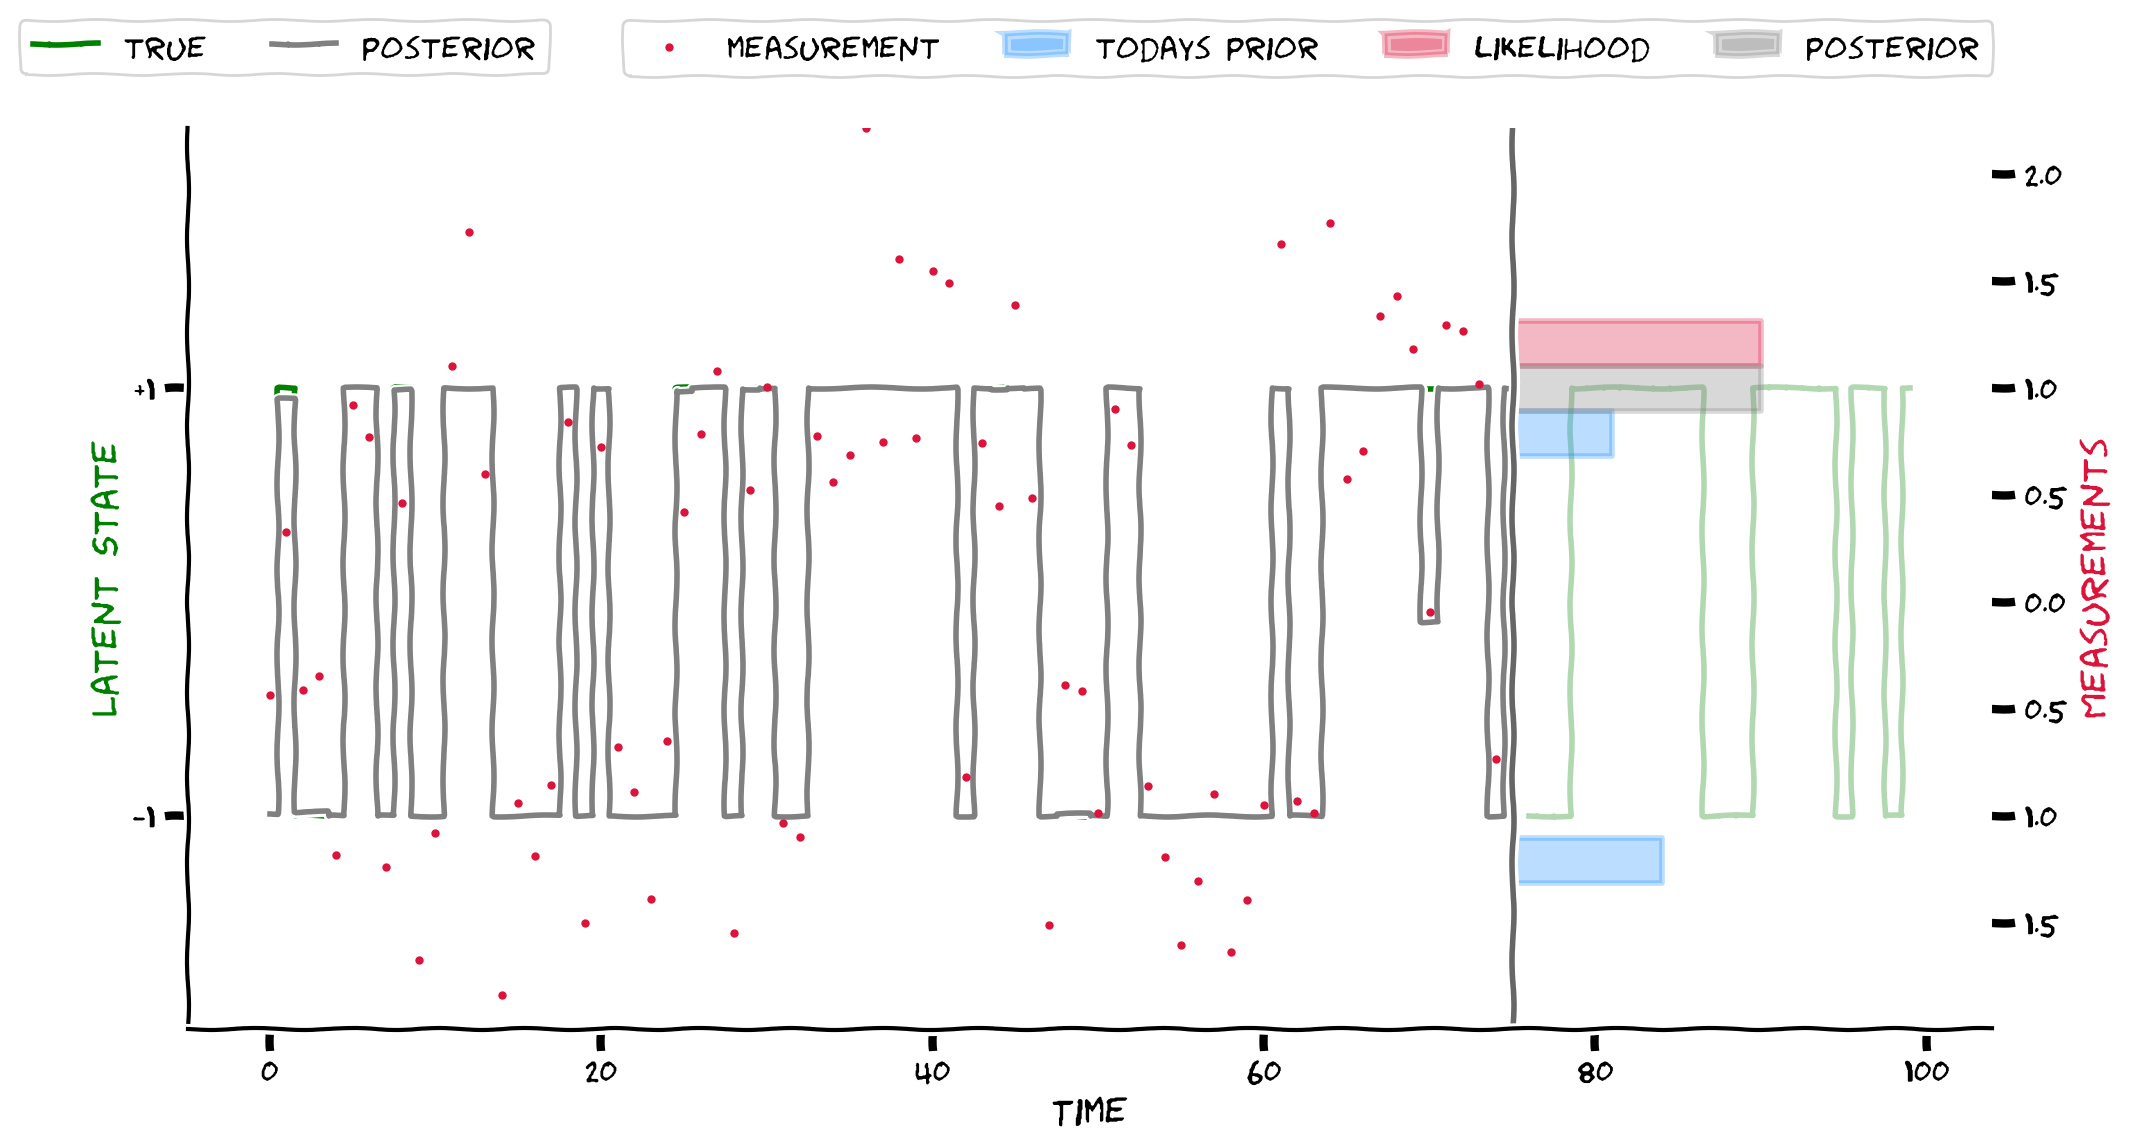 TRUE POSTERIOR MEASUREMENT TODAYS PRIOR LIKELIHOOD POSTERIOR
2.0
1.5
+1 1.0
0.5
0.0
0.5
-1 1.0
1.5
LATENT STATE
MEASUREMENTS
0 20 40 60 80 100
TIME